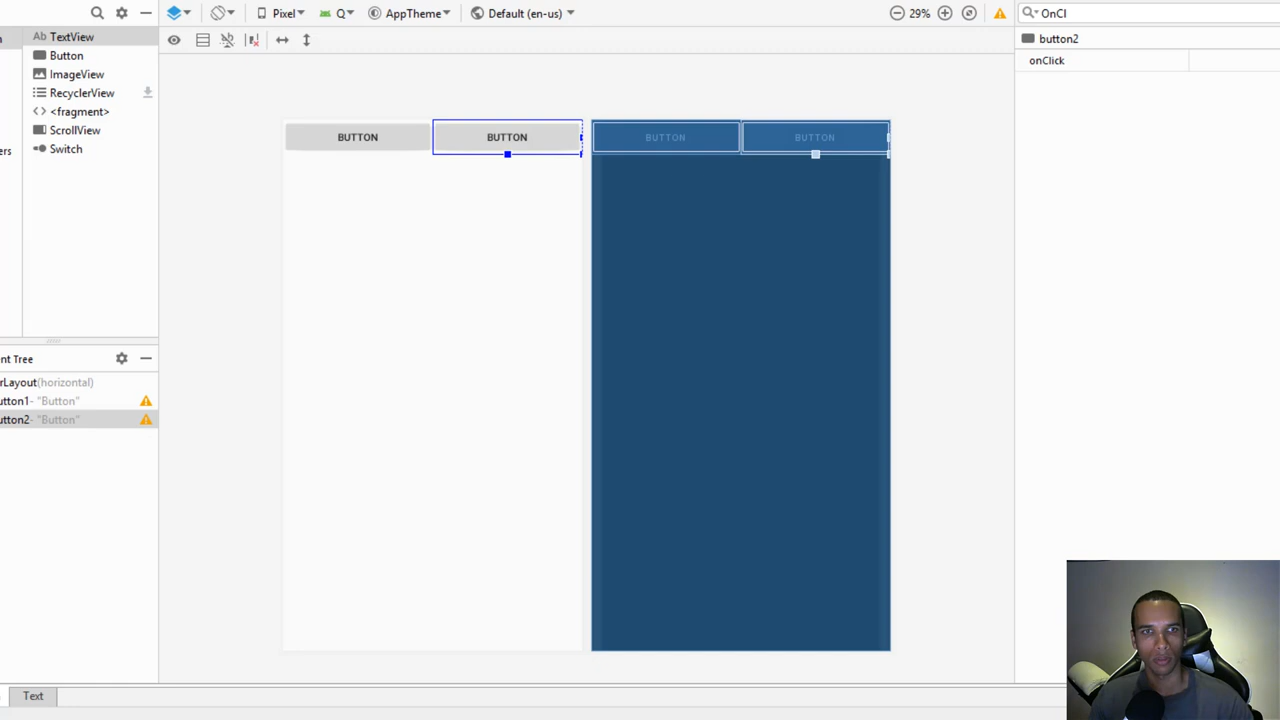 Pixel
Q
AppTheme
Default (en-us)
29%
OnCl
Ab TextView
Button
ImageView
RecyclerView
<fragment>
ScrollView
Switch
ers
button2
onClick
BUTTON
BUTTON
BUTTON
BUTTON
ent Tree
rLayout(horizontal)
utton1- "Button"
utton2- "Button"
Text